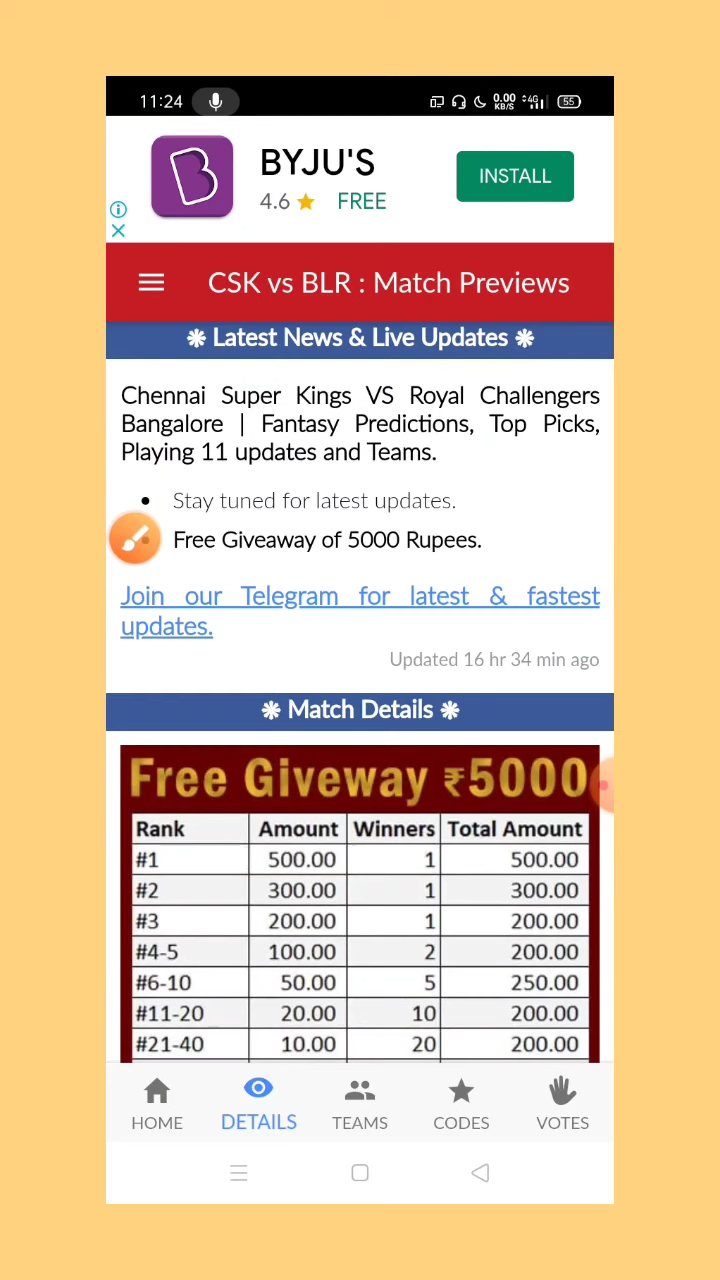 11:24 0.00 KB/S 4G 55
BYJU'S
4.6 ★ FREE
INSTALL
CSK vs BLR : Match Previews
❋ Latest News & Live Updates ❋
Chennai Super Kings VS Royal Challengers
Bangalore | Fantasy Predictions, Top Picks,
Playing 11 updates and Teams.
• Stay tuned for latest updates.
Free Giveaway of 5000 Rupees.
Join our Telegram for latest & fastest
updates.
Updated 16 hr 34 min ago
❋ Match Details ❋
Free Giveway ₹5000
Rank Amount Winners Total Amount
#1 500.00 1 500.00
#2 300.00 1 300.00
#3 200.00 1 200.00
#4-5 100.00 2 200.00
#6-10 50.00 5 250.00
#11-20 20.00 10 200.00
#21-40 10.00 20 200.00
HOME DETAILS TEAMS CODES VOTES